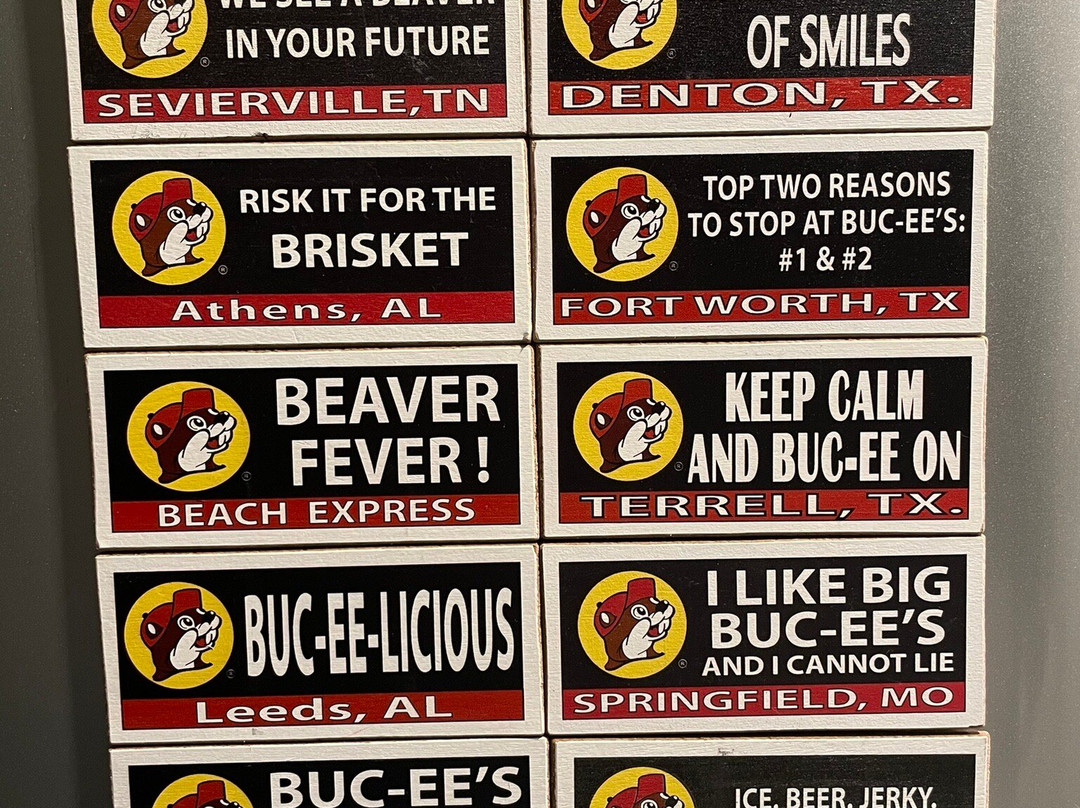 WE SEE A BEAVER
IN YOUR FUTURE
SEVIERVILLE, TN
OF SMILES
DENTON, TX.
RISK IT FOR THE
BRISKET
Athens, AL
TOP TWO REASONS
TO STOP AT BUC-EE'S:
#1 & #2
FORT WORTH, TX
BEAVER
FEVER!
BEACH EXPRESS
KEEP CALM
AND BUC-EE ON
TERRELL, TX.
BUC-EE-LICIOUS
Leeds, AL
I LIKE BIG
BUC-EE'S
AND I CANNOT LIE
SPRINGFIELD, MO
BUC-EE'S
ICE, BEER, JERKY,